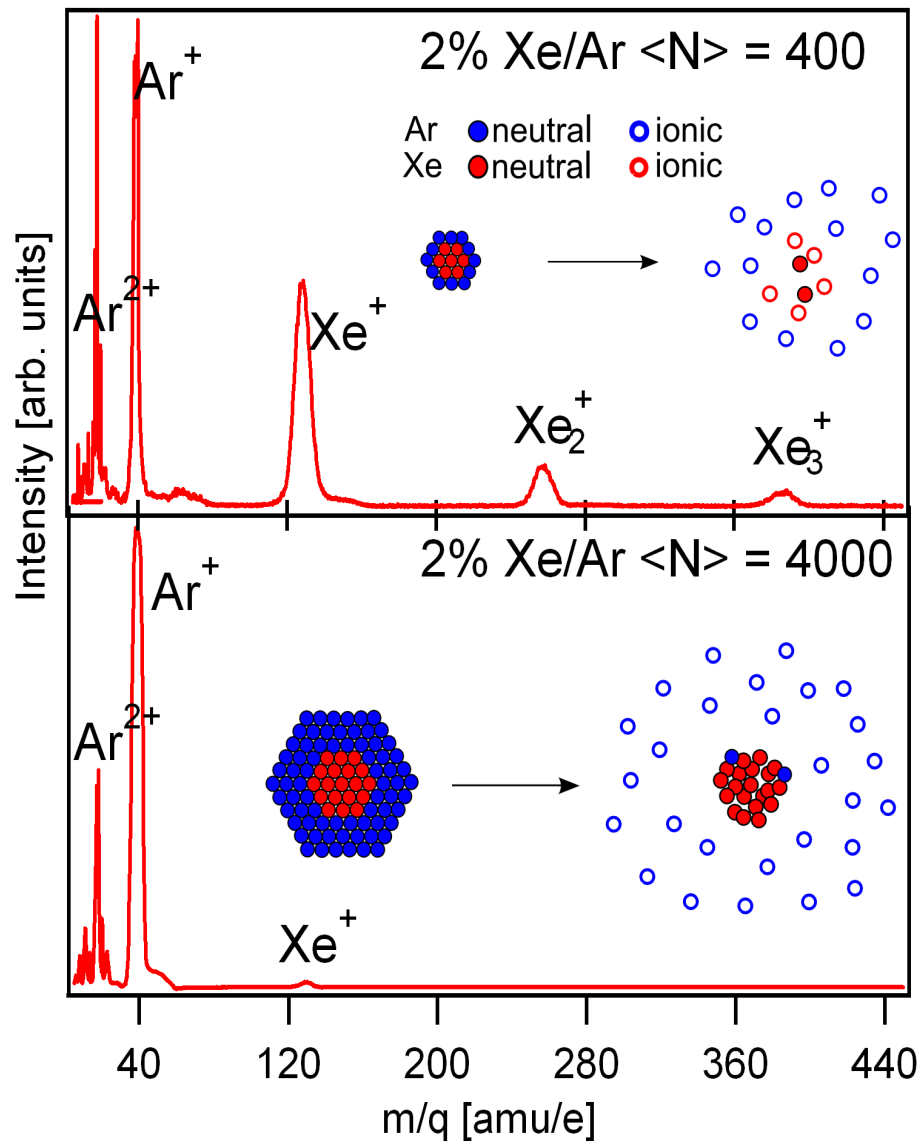 2% Xe/Ar <N> = 400
Ar⁺
Ar neutral ionic
Xe neutral ionic
Ar²⁺
Xe⁺
Xe₂⁺
Xe₃⁺
Intensity [arb. units]
2% Xe/Ar <N> = 4000
Ar⁺
Ar²⁺
Xe⁺
40 120 200 280 360 440
m/q [amu/e]